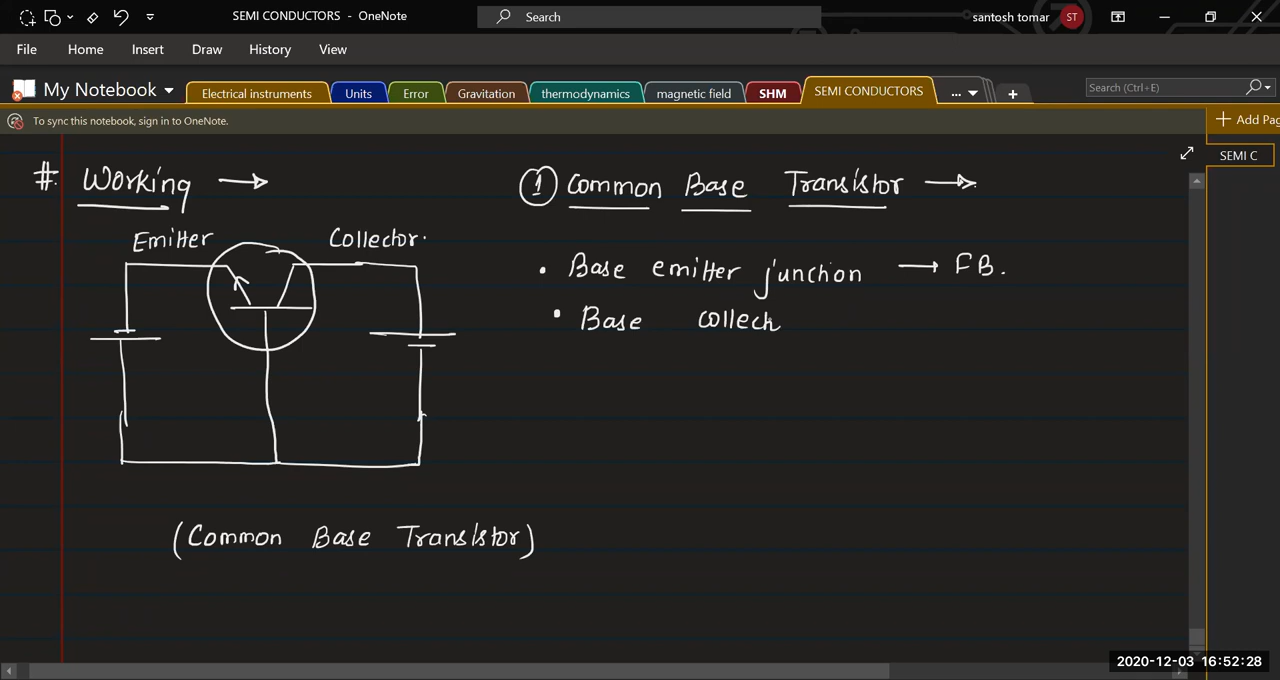 SEMI CONDUCTORS - OneNote
Search
santosh tomar
ST
File Home Insert Draw History View
My Notebook
Electrical instruments Units Error Gravitation thermodynamics magnetic field SHM SEMI CONDUCTORS ...
Search (Ctrl+E)
To sync this notebook, sign in to OneNote.
Add Pag
SEMI C
# Working →
Emitter Collector.
(Common Base Transistor)
① Common Base Transistor →
• Base emitter junction → FB.
• Base collect
2020-12-03 16:52:28